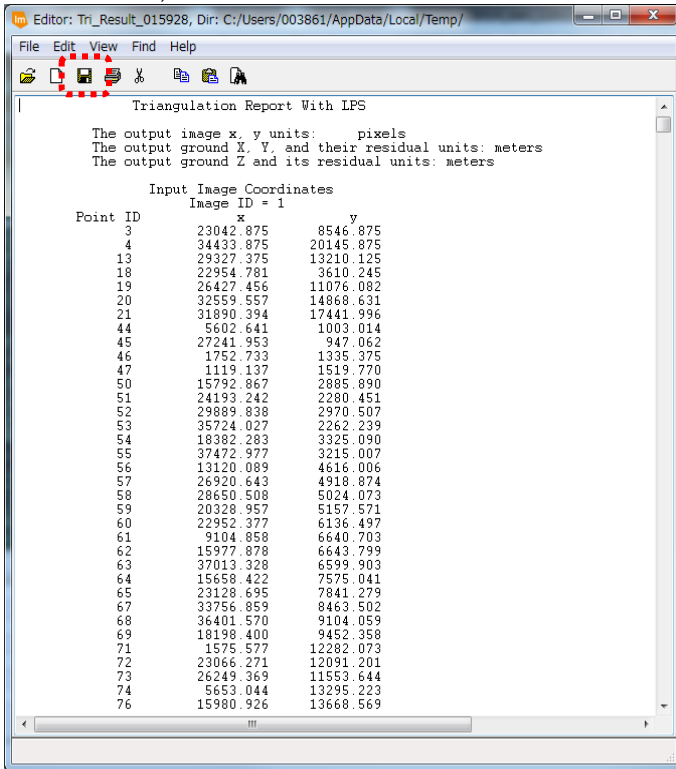 Editor: Tri_Result_015928, Dir: C:/Users/003861/AppData/Local/Temp/
File Edit View Find Help
Triangulation Report With LPS
The output image x, y units: pixels
The output ground X, Y, and their residual units: meters
The output ground Z and its residual units: meters
Input Image Coordinates
Image ID = 1
Point ID x y
3 23042.875 8546.875
4 34433.875 20145.875
13 29327.375 13210.125
18 22954.781 3610.245
19 26427.456 11076.082
20 32559.557 14868.631
21 31890.394 17441.996
44 5602.641 1003.014
45 27241.953 947.062
46 1752.733 1335.375
47 1119.137 1519.770
50 15792.867 2885.890
51 24193.242 2280.451
52 29889.838 2970.507
53 35724.027 2262.239
54 18382.283 3325.090
55 37472.977 3215.007
56 13120.089 4616.006
57 26920.643 4918.874
58 28650.508 5024.073
59 20328.957 5157.571
60 22952.377 6136.497
61 9104.858 6640.703
62 15977.878 6643.799
63 37013.328 6599.903
64 15658.422 7575.041
65 23128.695 7841.279
67 33756.859 8463.502
68 36401.570 9104.059
69 18198.400 9452.358
71 1575.577 12282.073
72 23066.271 12091.201
73 26249.369 11553.644
74 5653.044 13295.223
76 15980.926 13668.569